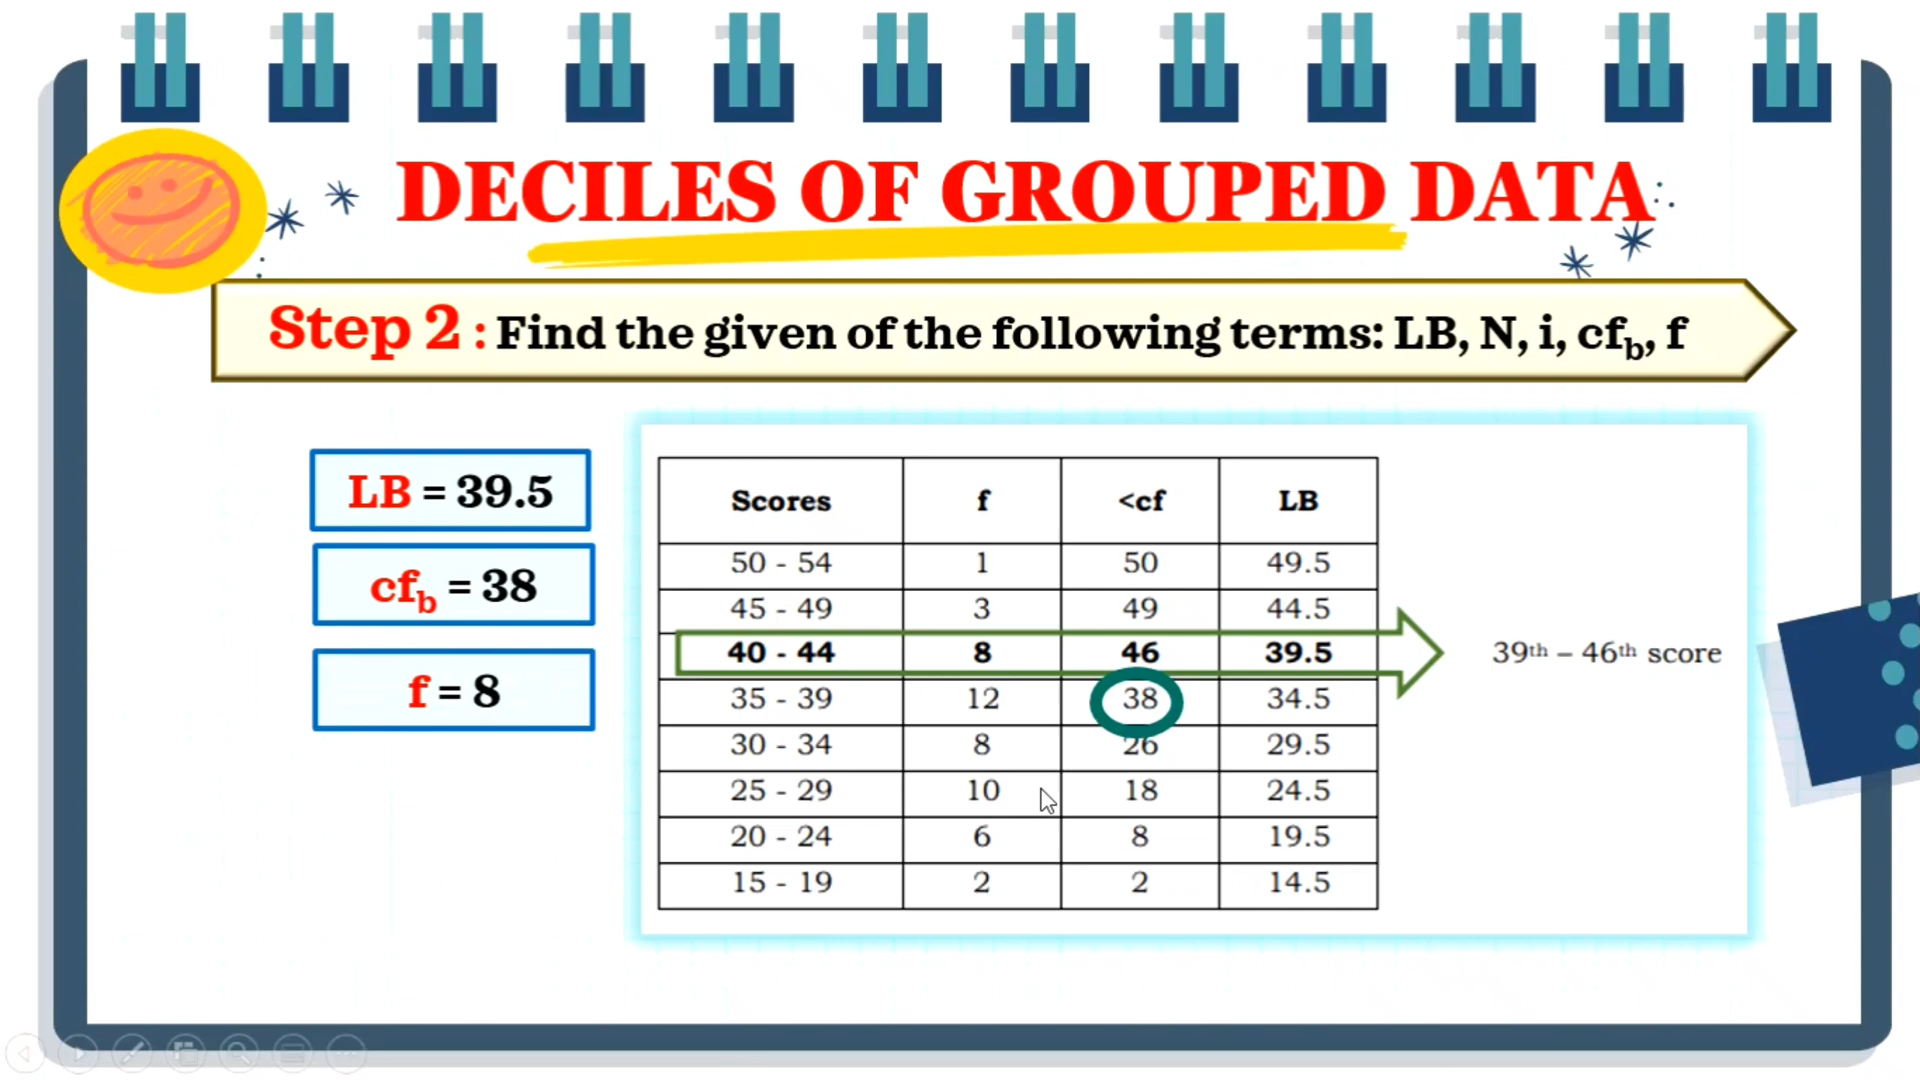 DECILES OF GROUPED DATA
Step 2 : Find the given of the following terms: LB, N, i, cfb, f
LB = 39.5
cfb = 38
f = 8
Scores f <cf LB
50 - 54 1 50 49.5
45 - 49 3 49 44.5
40 - 44 8 46 39.5
35 - 39 12 38 34.5
30 - 34 8 26 29.5
25 - 29 10 18 24.5
20 - 24 6 8 19.5
15 - 19 2 2 14.5
39th – 46th score